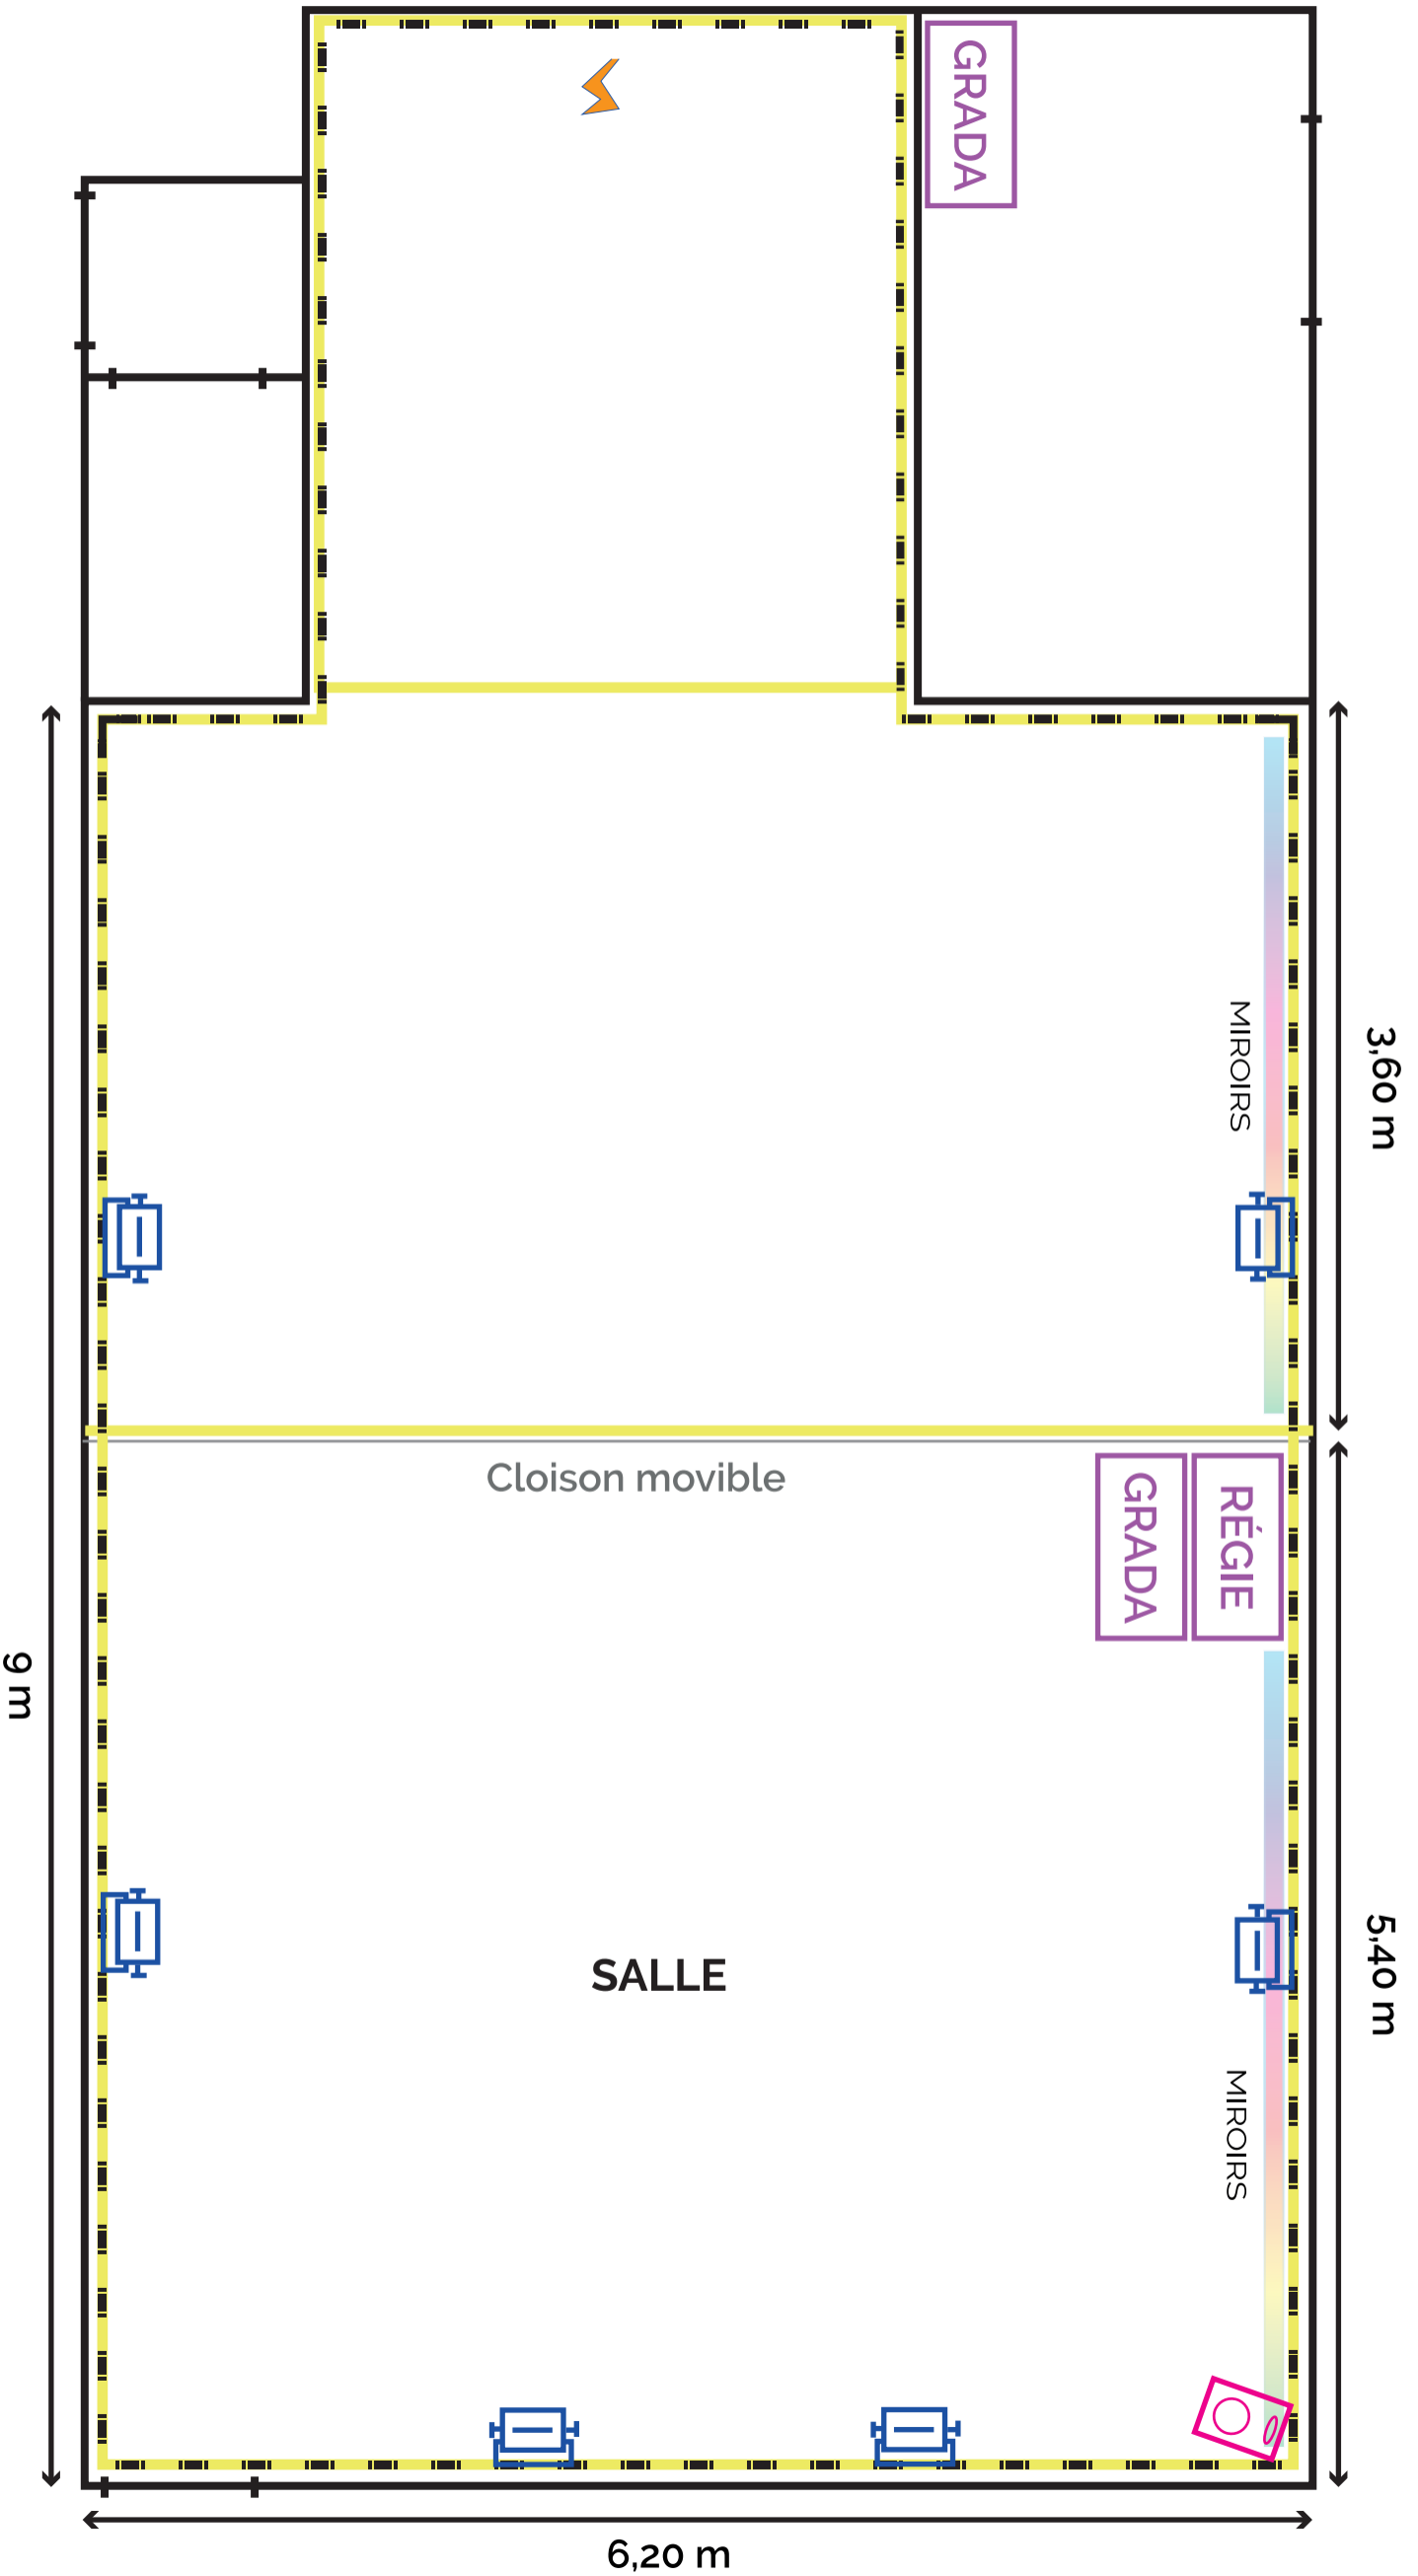 GRADA
MIROIRS
3,60 m
Cloison movible
GRADA
RÉGIE
9 m
SALLE
5,40 m
MIROIRS
6,20 m